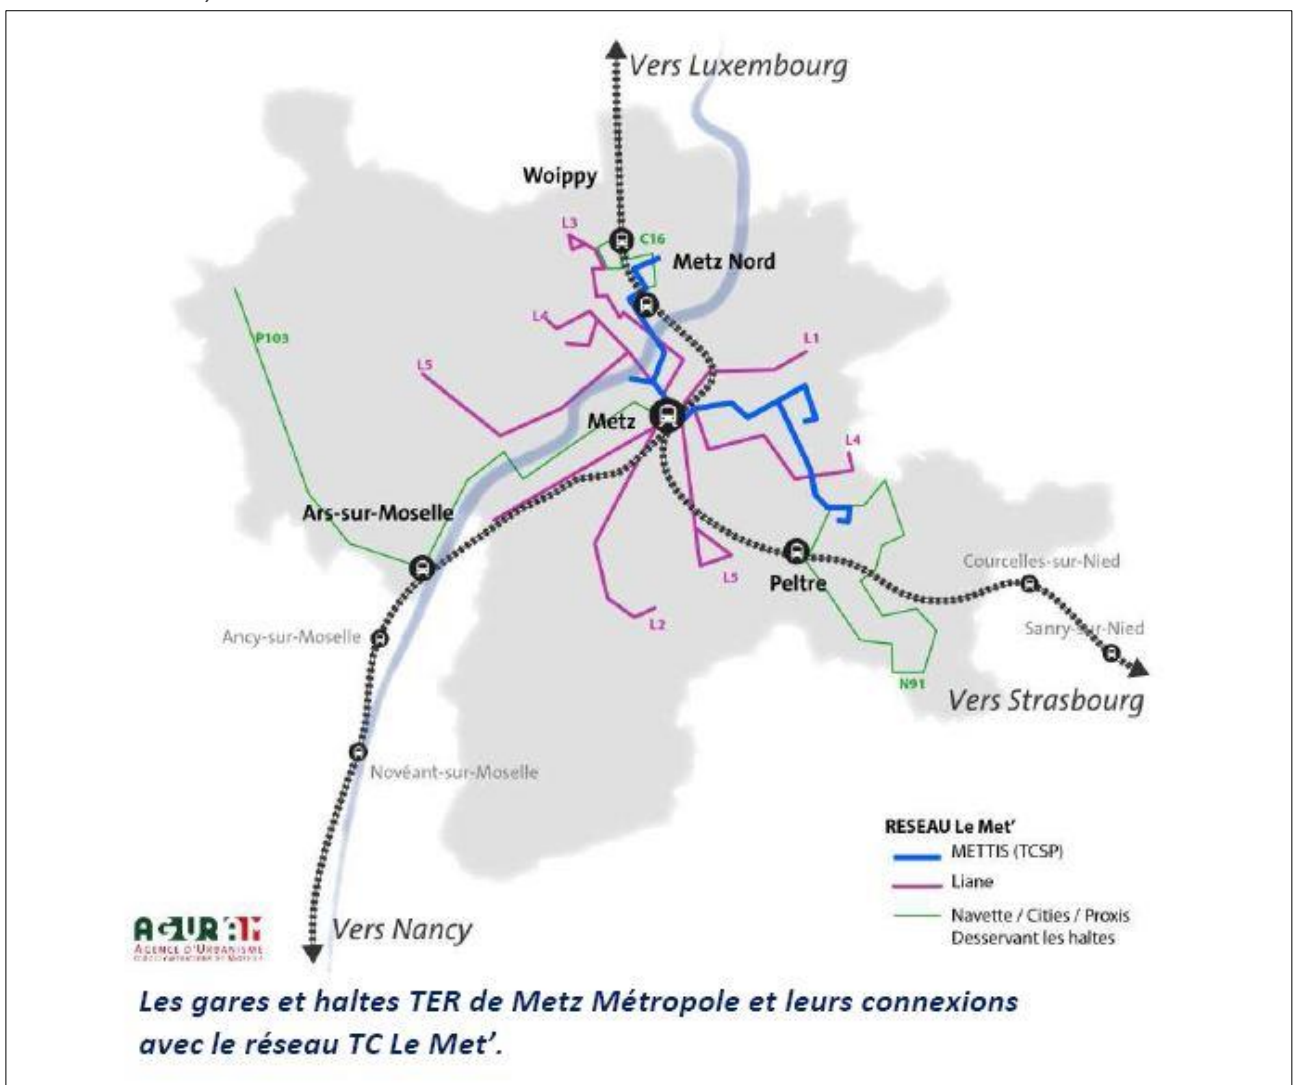 Vers Luxembourg
Woippy
L3
C16
Metz Nord
P103
L4
L1
L5
Metz
L4
Ars-sur-Moselle
Courcelles-sur-Nied
L5
Peltre
L2
Ancy-sur-Moselle
Sanry-sur-Nied
N91
Vers Strasbourg
Novéant-sur-Moselle
RESEAU Le Met'
METTIS (TCSP)
Liane
Navette / Cities / Proxis
Desservant les haltes
AGURAM
AGENCE D'URBANISME
Vers Nancy
Les gares et haltes TER de Metz Métropole et leurs connexions
avec le réseau TC Le Met’.